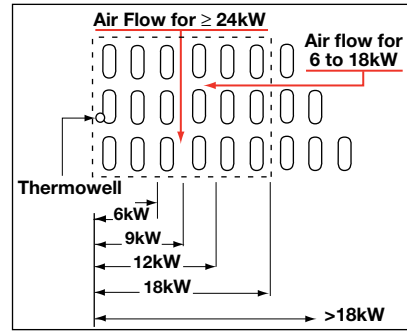 Air Flow for ≥ 24kW
Air flow for
6 to 18kW
Thermowell
6kW
9kW
12kW
18kW
>18kW